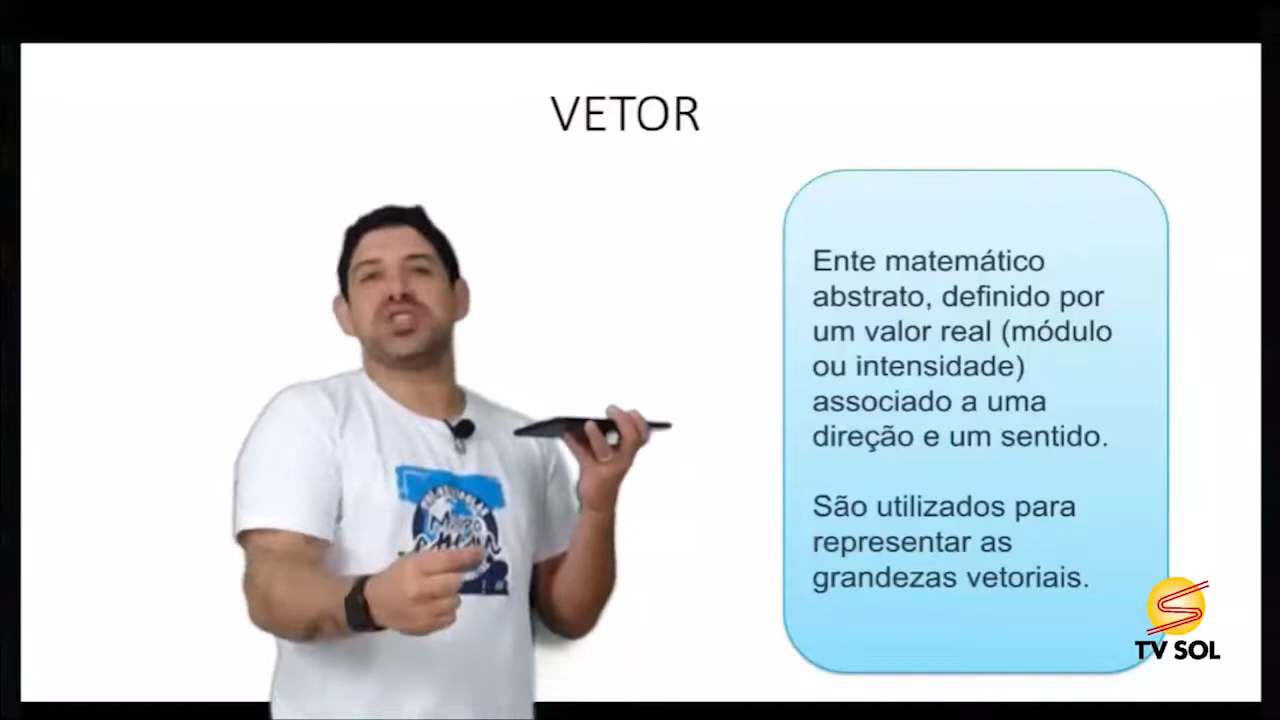 VETOR
Ente matemático
abstrato, definido por
um valor real (módulo
ou intensidade)
associado a uma
direção e um sentido.
São utilizados para
representar as
grandezas vetoriais.
TV SOL